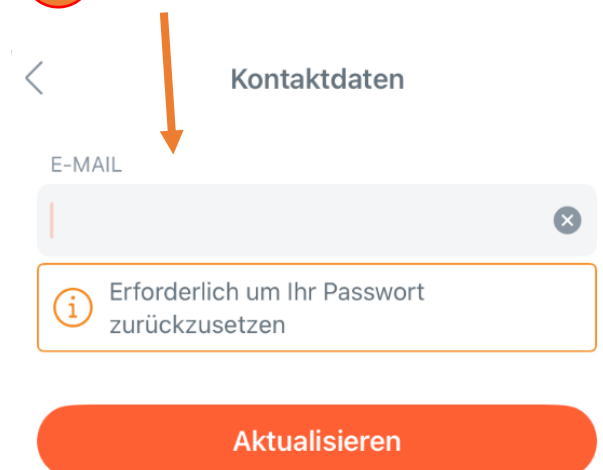 Kontaktdaten
E-MAIL
Erforderlich um Ihr Passwort
zurückzusetzen
Aktualisieren